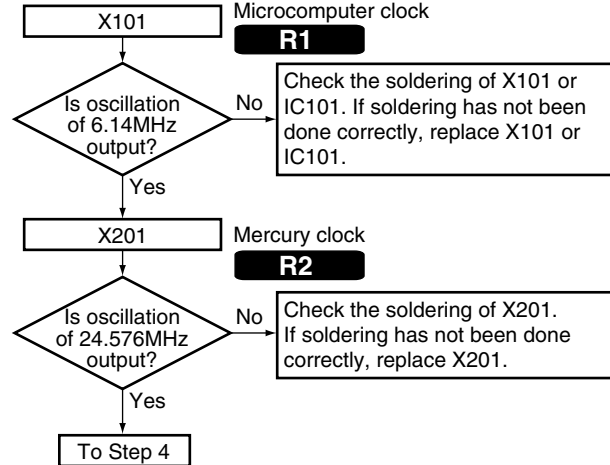 X101
Microcomputer clock
R1
Is oscillation
of 6.14MHz
output?
No
Check the soldering of X101 or
IC101. If soldering has not been
done correctly, replace X101 or
IC101.
Yes
X201
Mercury clock
R2
Is oscillation
of 24.576MHz
output?
No
Check the soldering of X201.
If soldering has not been done
correctly, replace X201.
Yes
To Step 4